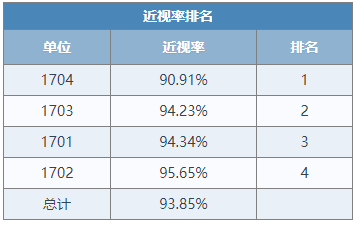 近视率排名
单位 近视率 排名
1704 90.91% 1
1703 94.23% 2
1701 94.34% 3
1702 95.65% 4
总计 93.85%